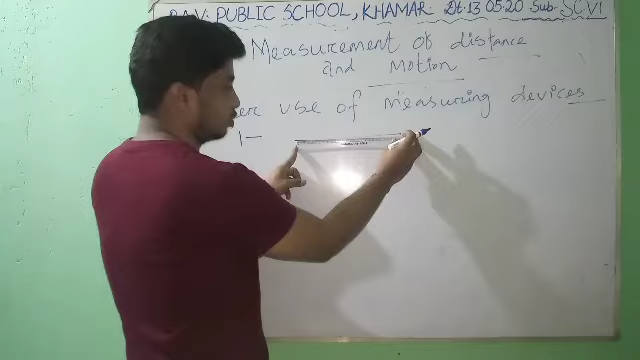 D.A.V. PUBLIC SCHOOL, KHAMAR. Dt. 13.05.20 Sub- SC VI
Measurement of distance
and Motion
use of Measuring devices
1-